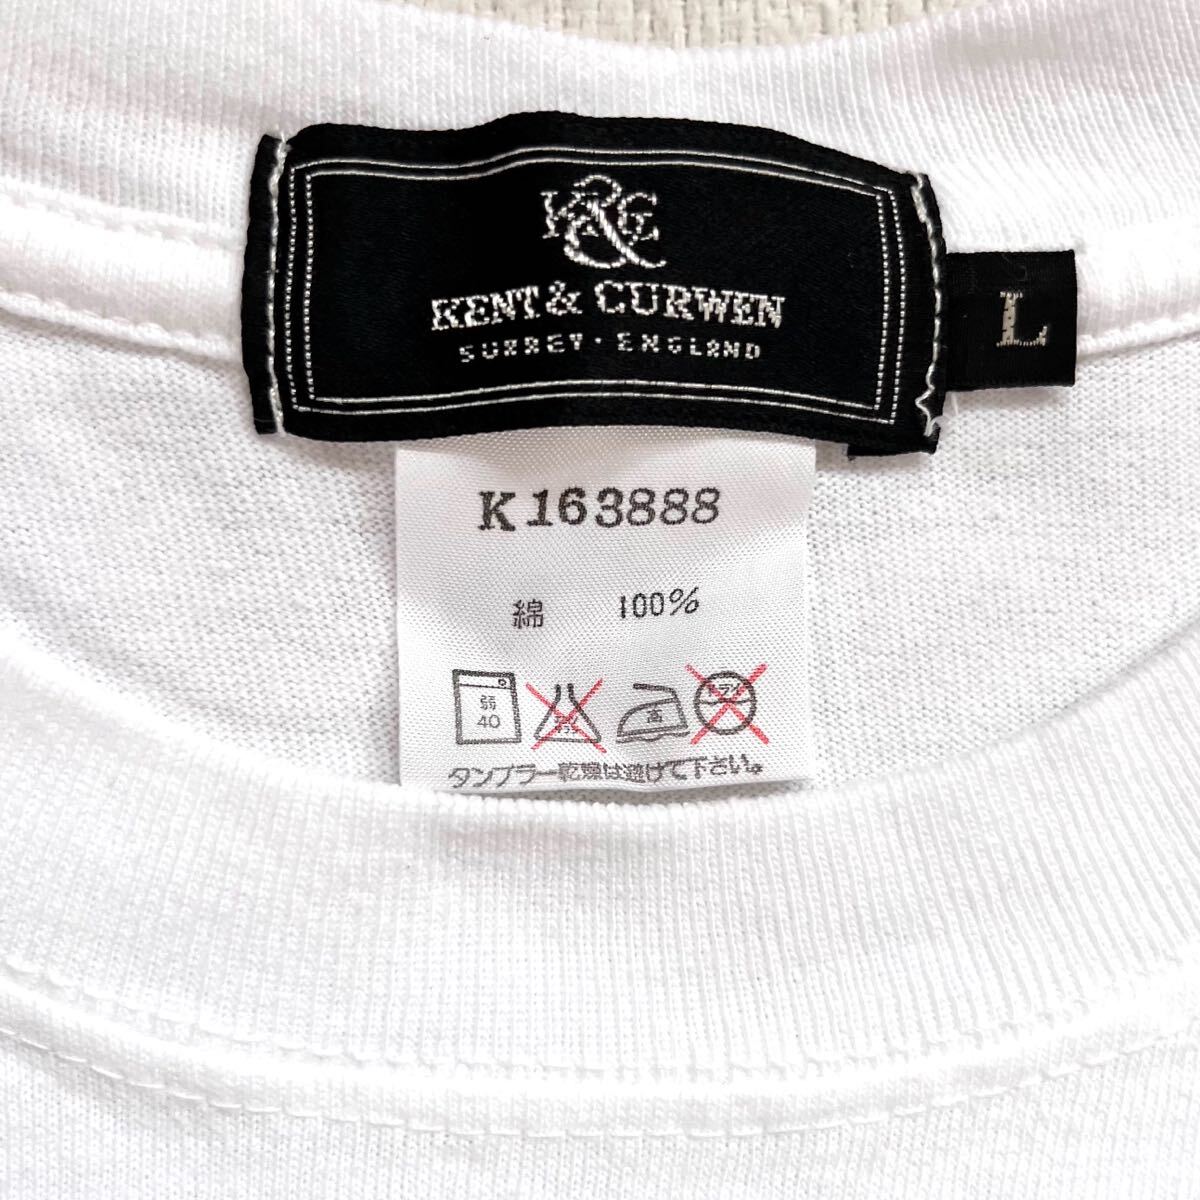 K&C
KENT & CURWEN
SURREY · ENGLAND
L
K163888
綿 100%
弱
40
高
タンブラー乾燥は避けて下さい。